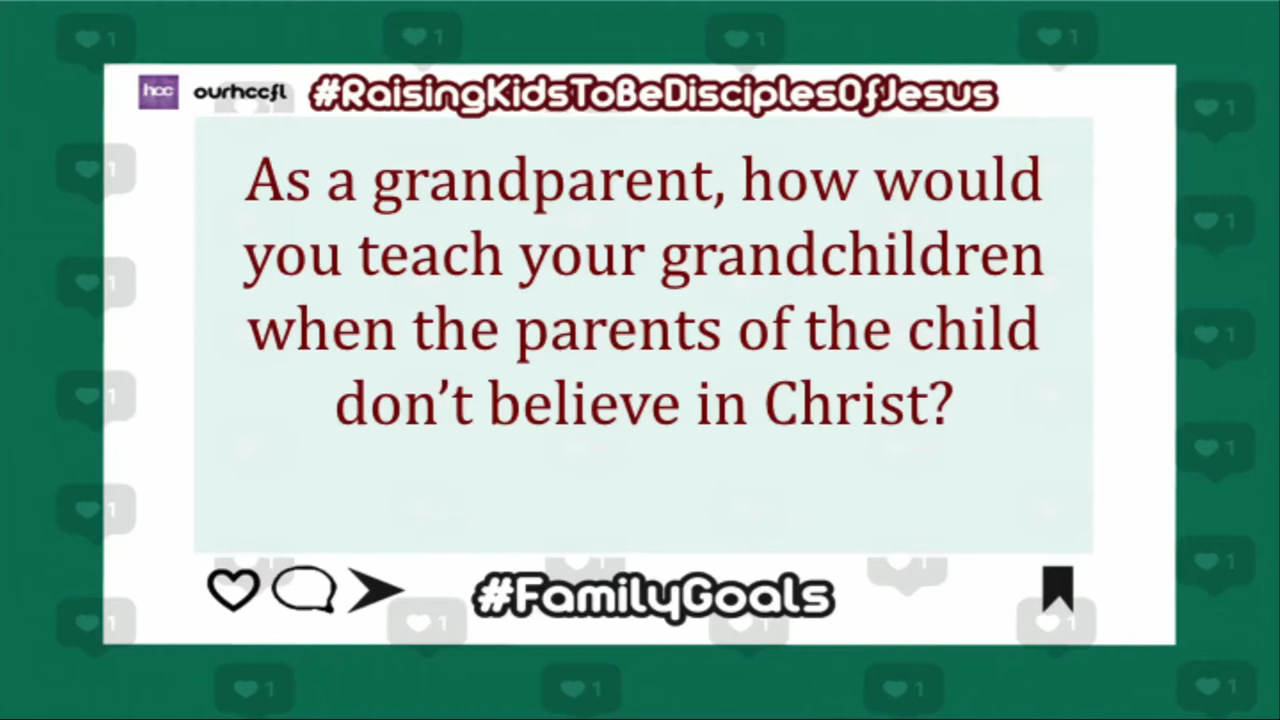 hcc ourhccfl #RaisingKidsToBeDisciplesOfJesus
As a grandparent, how would
you teach your grandchildren
when the parents of the child
don’t believe in Christ?
#FamilyGoals